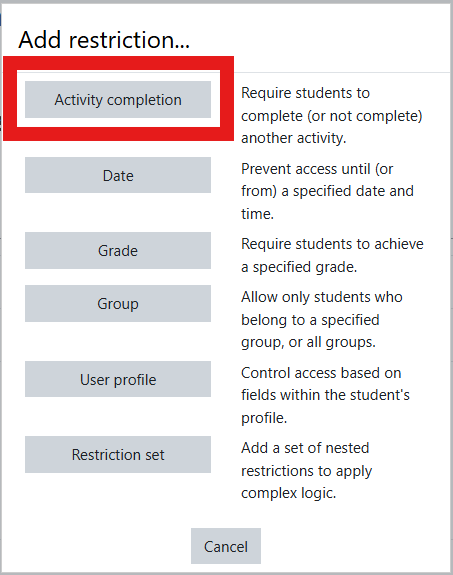 Add restriction...
Activity completion
Require students to
complete (or not complete)
another activity.
Date
Prevent access until (or
from) a specified date and
time.
Grade
Require students to achieve
a specified grade.
Group
Allow only students who
belong to a specified
group, or all groups.
User profile
Control access based on
fields within the student's
profile.
Restriction set
Add a set of nested
restrictions to apply
complex logic.
Cancel